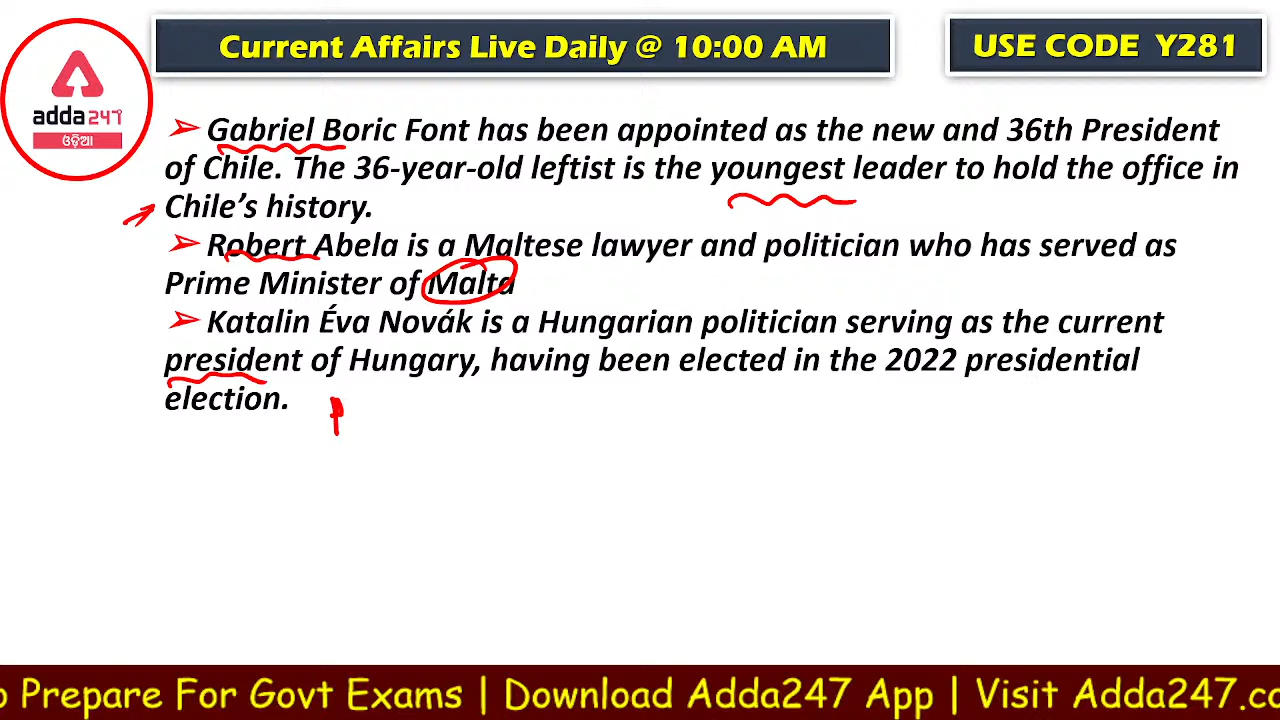 Current Affairs Live Daily @ 10:00 AM
USE CODE Y281
adda247
ଓଡ଼ିଆ
➢ Gabriel Boric Font has been appointed as the new and 36th President
of Chile. The 36-year-old leftist is the youngest leader to hold the office in
Chile’s history.
➢ Robert Abela is a Maltese lawyer and politician who has served as
Prime Minister of Malta
➢ Katalin Éva Novák is a Hungarian politician serving as the current
president of Hungary, having been elected in the 2022 presidential
election.
o Prepare For Govt Exams | Download Adda247 App | Visit Adda247.co